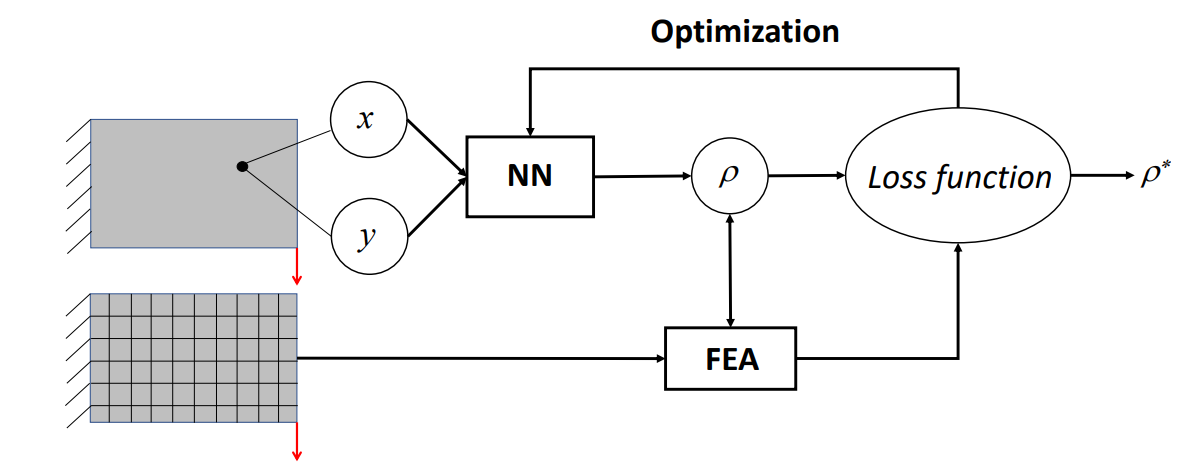 Optimization
x
NN
ρ
Loss function
ρ*
y
FEA